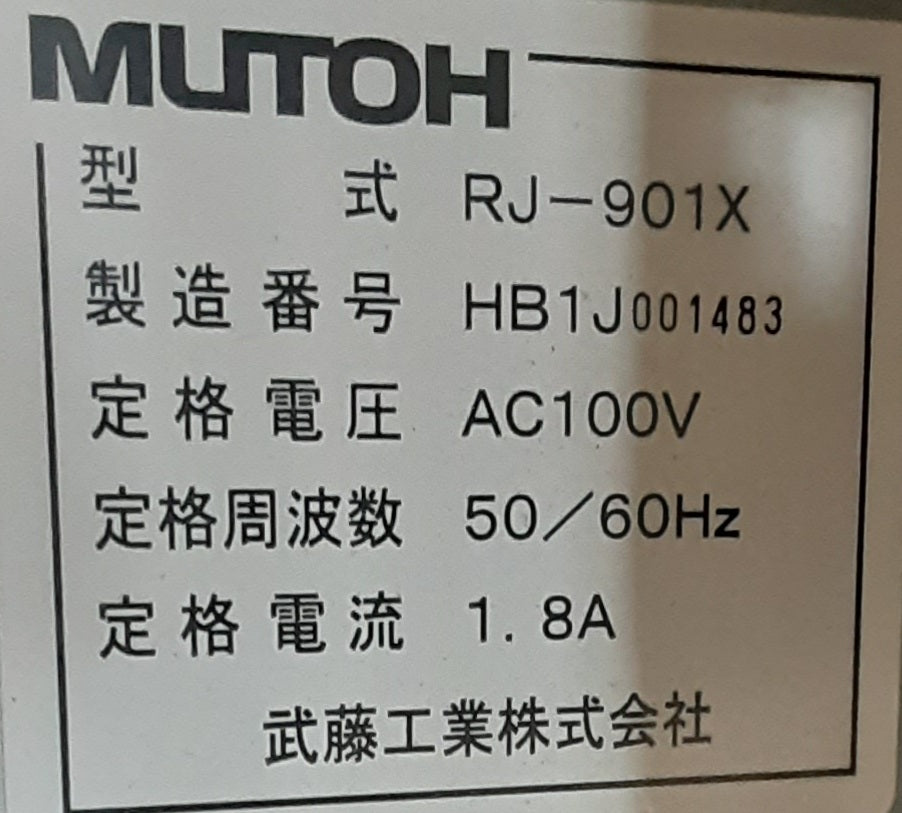 MUTOH
型式 RJ-901X
製造番号 HB1J001483
定格電圧 AC100V
定格周波数 50/60Hz
定格電流 1.8A
武藤工業株式会社